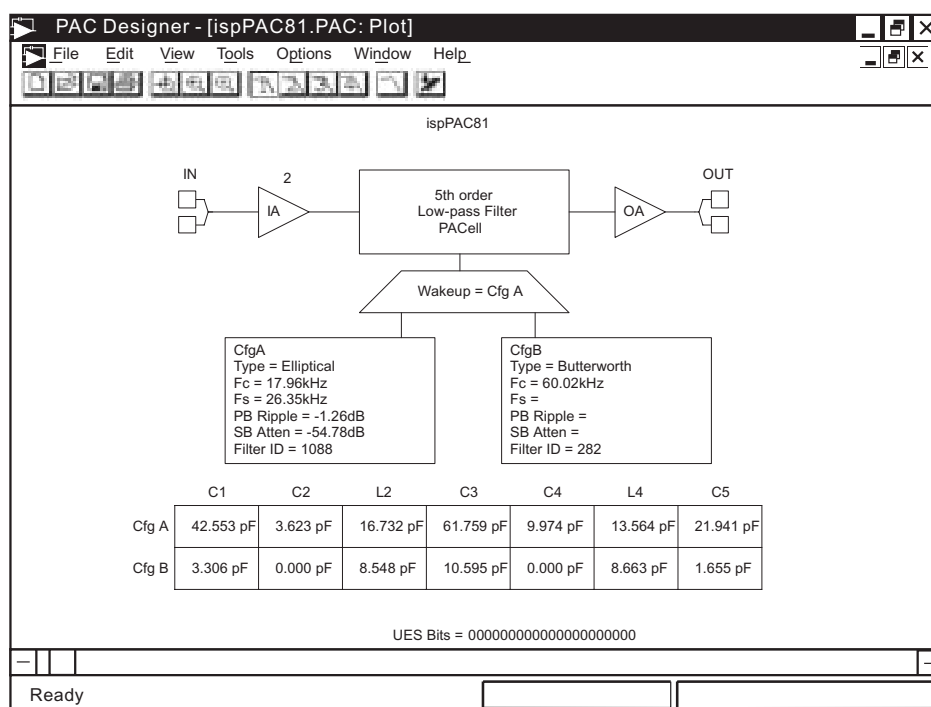 PAC Designer - [ispPAC81.PAC: Plot]
File Edit View Tools Options Window Help
ispPAC81
IN 2 OUT
IA
5th order
Low-pass Filter
PACell
OA
Wakeup = Cfg A
CfgA
Type = Elliptical
Fc = 17.96kHz
Fs = 26.35kHz
PB Ripple = -1.26dB
SB Atten = -54.78dB
Filter ID = 1088
CfgB
Type = Butterworth
Fc = 60.02kHz
Fs =
PB Ripple =
SB Atten =
Filter ID = 282
C1 C2 L2 C3 C4 L4 C5
Cfg A 42.553 pF 3.623 pF 16.732 pF 61.759 pF 9.974 pF 13.564 pF 21.941 pF
Cfg B 3.306 pF 0.000 pF 8.548 pF 10.595 pF 0.000 pF 8.663 pF 1.655 pF
UES Bits = 000000000000000000000
Ready